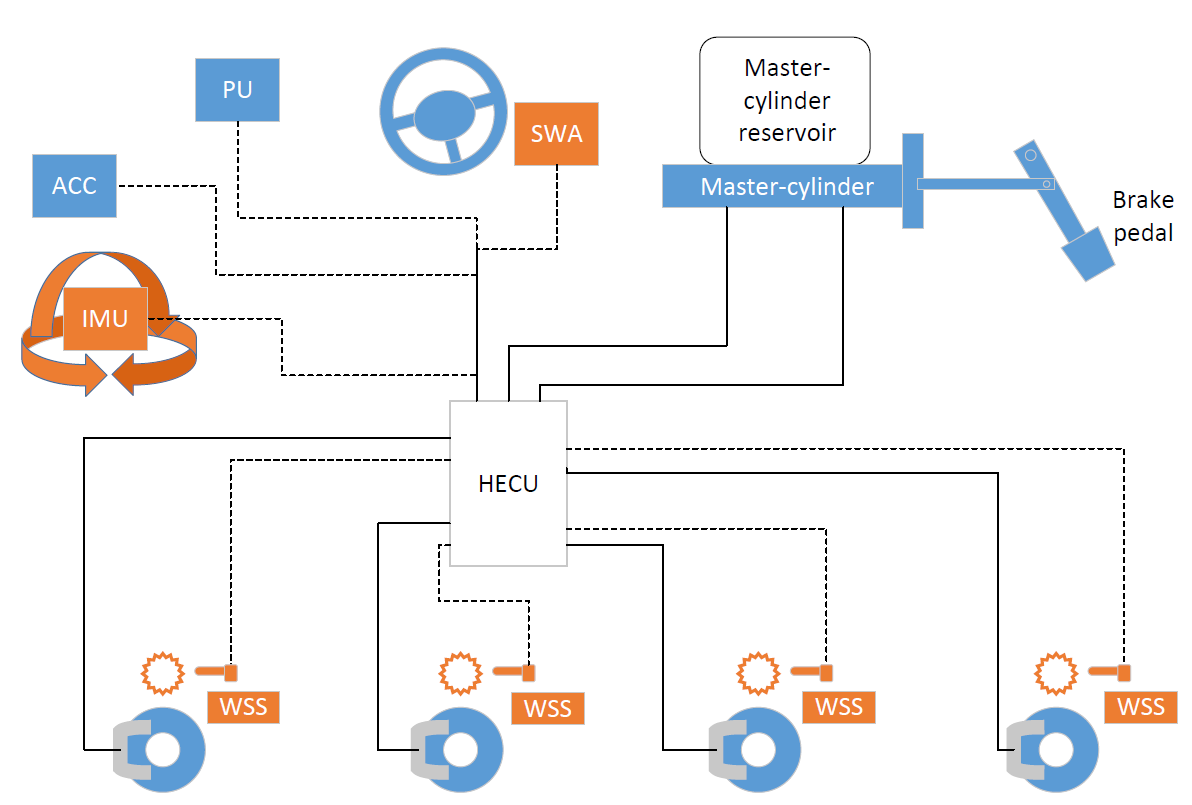 PU
SWA
Master-
cylinder
reservoir
ACC
Master-cylinder
Brake
pedal
IMU
HECU
WSS
WSS
WSS
WSS